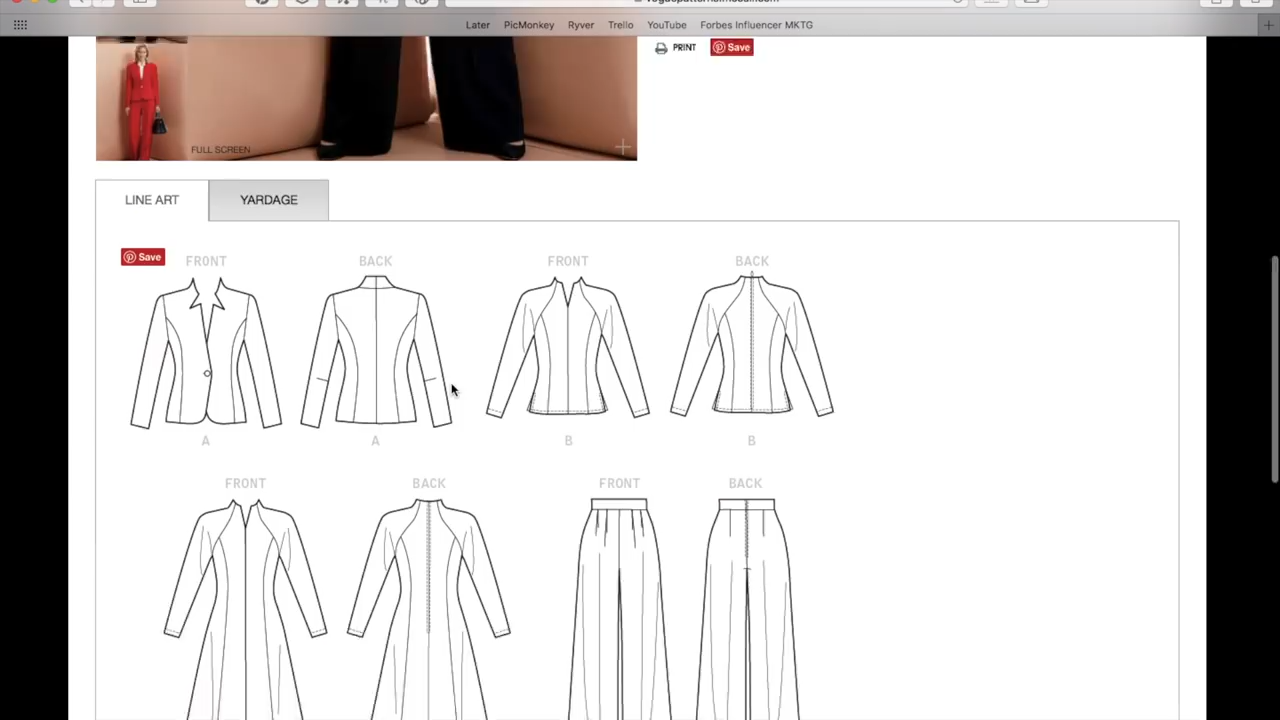 Later PicMonkey Ryver Trello YouTube Forbes Influencer MKTG
PRINT Save
FULL SCREEN
LINE ART YARDAGE
Save
FRONT BACK FRONT BACK
A A B B
FRONT BACK FRONT BACK